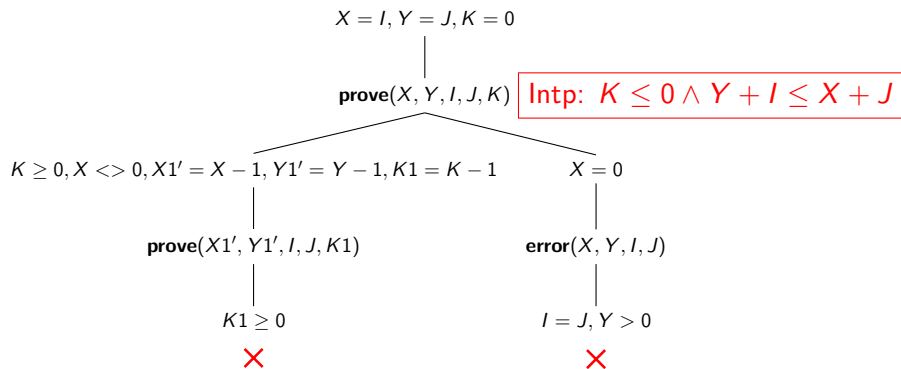 X = I, Y = J, K = 0
prove(X, Y, I, J, K)
Intp: K ≤ 0 ∧ Y + I ≤ X + J
K ≥ 0, X <> 0, X1′ = X − 1, Y1′ = Y − 1, K1 = K − 1
X = 0
prove(X1′, Y1′, I, J, K1)
error(X, Y, I, J)
K1 ≥ 0
I = J, Y > 0